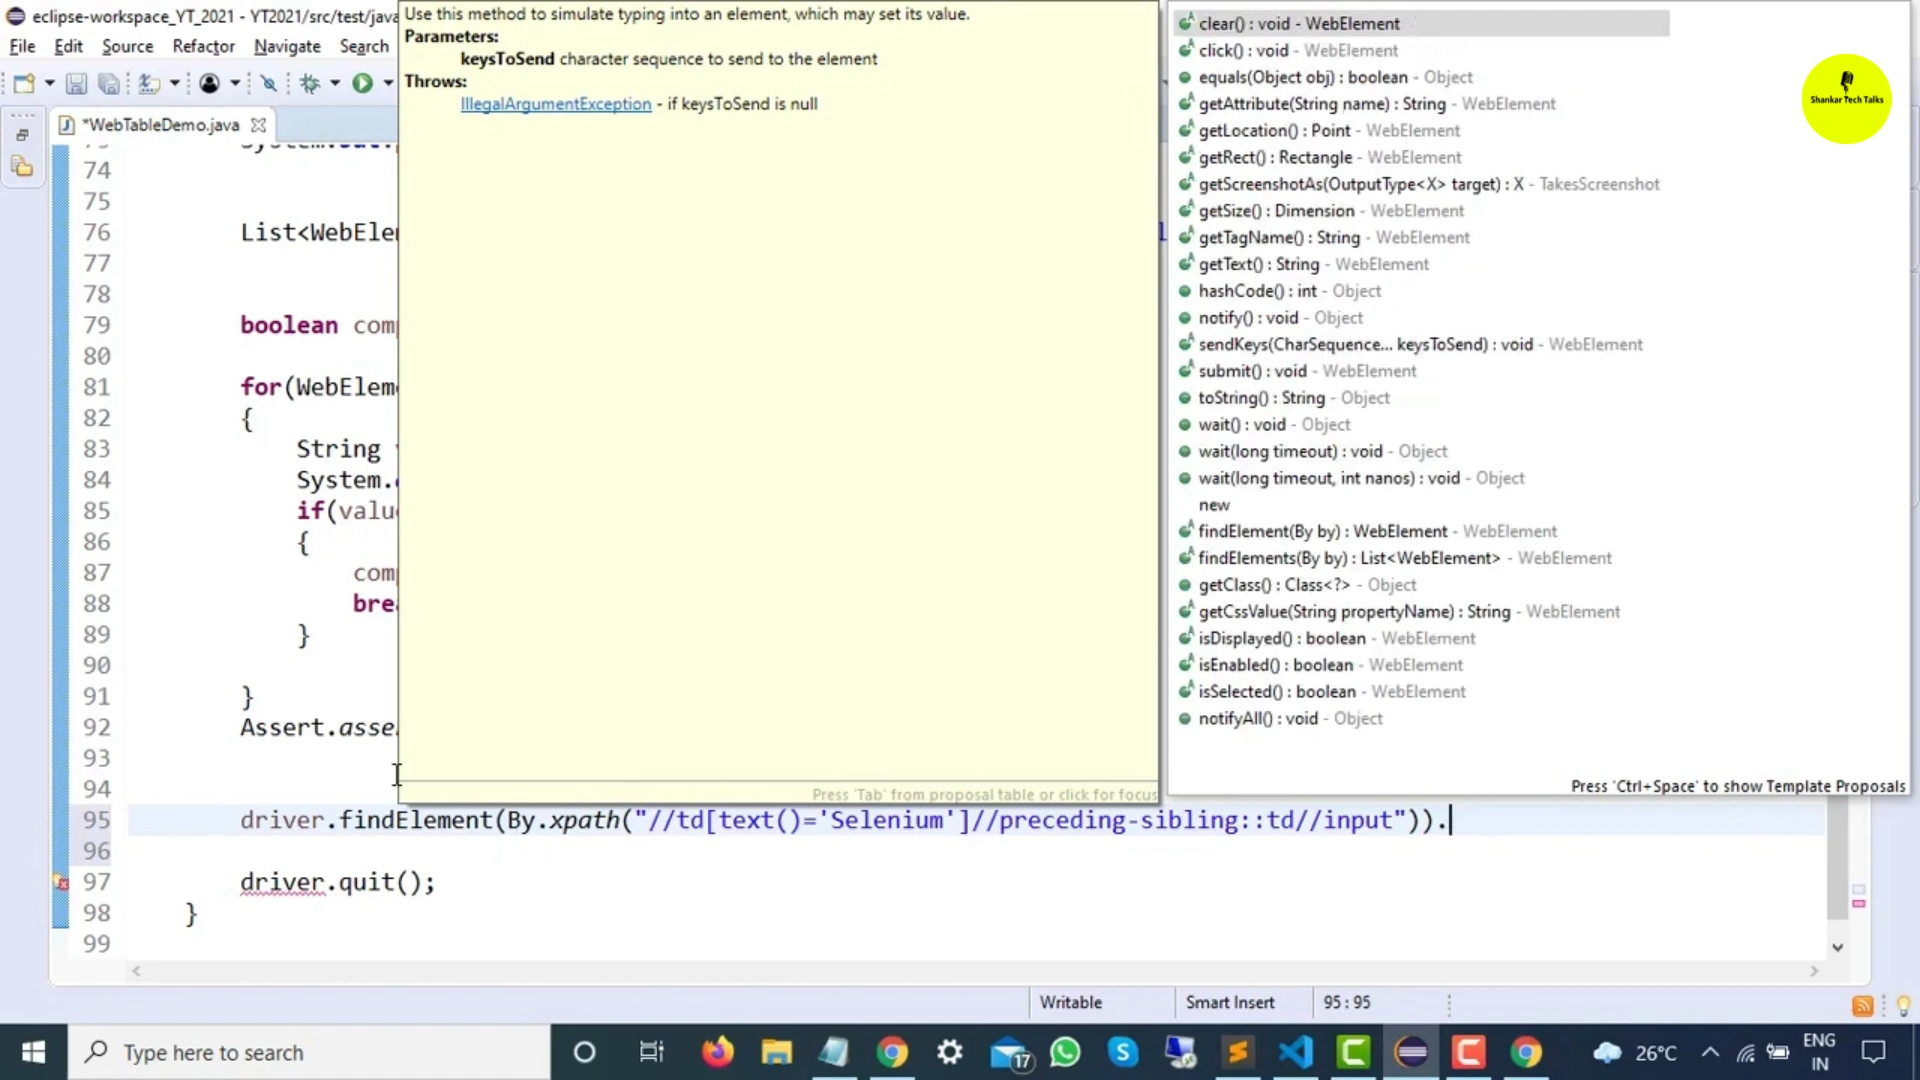 eclipse-workspace_YT_2021 - YT2021/src/test/java
File Edit Source Refactor Navigate Search
*WebTableDemo.java
Use this method to simulate typing into an element, which may set its value.
Parameters:
keysToSend character sequence to send to the element
Throws:
IllegalArgumentException - if keysToSend is null
Press 'Tab' from proposal table or click for focus
clear() : void - WebElement
click() : void - WebElement
equals(Object obj) : boolean - Object
getAttribute(String name) : String - WebElement
getLocation() : Point - WebElement
getRect() : Rectangle - WebElement
getScreenshotAs(OutputType<X> target) : X - TakesScreenshot
getSize() : Dimension - WebElement
getTagName() : String - WebElement
getText() : String - WebElement
hashCode() : int - Object
notify() : void - Object
sendKeys(CharSequence... keysToSend) : void - WebElement
submit() : void - WebElement
toString() : String - Object
wait() : void - Object
wait(long timeout) : void - Object
wait(long timeout, int nanos) : void - Object
new
findElement(By by) : WebElement - WebElement
findElements(By by) : List<WebElement> - WebElement
getClass() : Class<?> - Object
getCssValue(String propertyName) : String - WebElement
isDisplayed() : boolean - WebElement
isEnabled() : boolean - WebElement
isSelected() : boolean - WebElement
notifyAll() : void - Object
Press 'Ctrl+Space' to show Template Proposals
Shankar Tech Talks
74
75
76 List<WebEle
77
78
79 boolean com
80
81 for(WebElem
82 {
83 String
84 System.
85 if(valu
86 {
87 com
88 bre
89 }
90
91 }
92 Assert.asse
93
94
95 driver.findElement(By.xpath("//td[text()='Selenium']//preceding-sibling::td//input")).
96
97 driver.quit();
98 }
99
Writable Smart Insert 95 : 95
Type here to search
17
26°C
ENG
IN